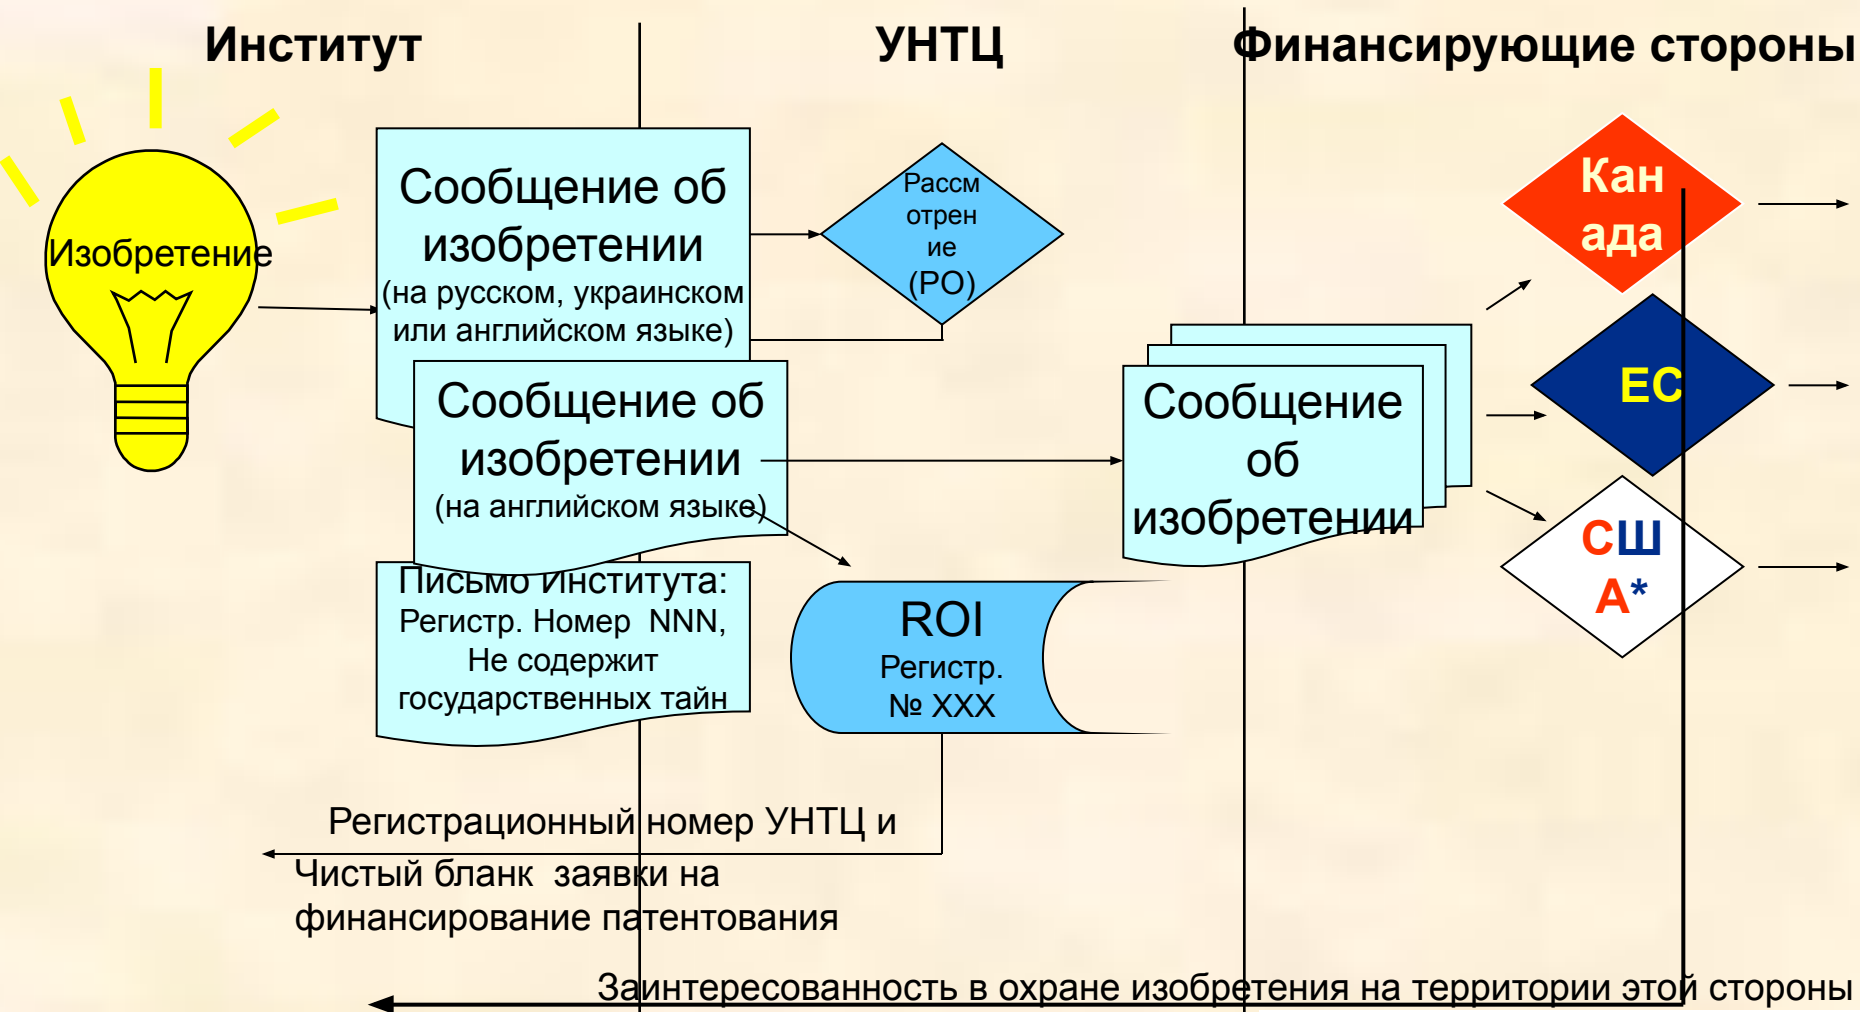 Институт
УНТЦ
Финансирующие стороны
Изобретение
Сообщение об
изобретении
(на русском, украинском
или английском языке)
Рассм
отрен
ие
(РО)
Сообщение об
изобретении
(на английском языке)
Письмо Института:
Регистр. Номер NNN,
Не содержит
государственных тайн
ROI
Регистр.
№ XXX
Сообщение
об
изобретении
Кан
ада
ЕС
СШ
А*
Регистрационный номер УНТЦ и
Чистый бланк заявки на
финансирование патентования
Заинтересованность в охране изобретения на территории этой стороны